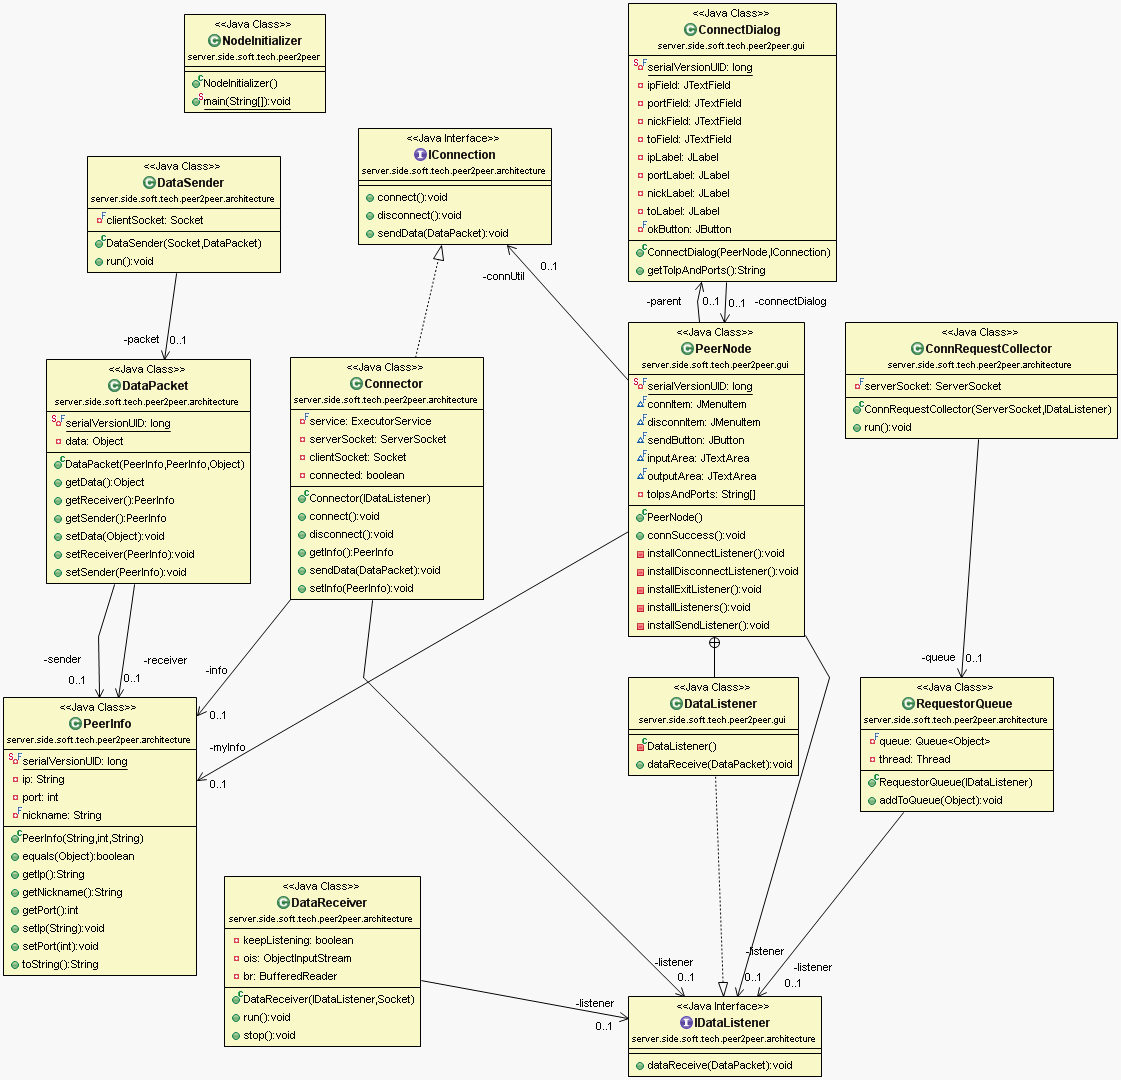 <<Java Class>>
NodeInitializer
server.side.soft.tech.peer2peer
NodeInitializer()
main(String[]):void
<<Java Class>>
ConnectDialog
server.side.soft.tech.peer2peer.gui
serialVersionUID: long
ipField: JTextField
portField: JTextField
nickField: JTextField
toField: JTextField
ipLabel: JLabel
portLabel: JLabel
nickLabel: JLabel
toLabel: JLabel
okButton: JButton
ConnectDialog(PeerNode,IConnection)
getToIpAndPorts():String
<<Java Interface>>
IConnection
server.side.soft.tech.peer2peer.architecture
connect():void
disconnect():void
sendData(DataPacket):void
<<Java Class>>
DataSender
server.side.soft.tech.peer2peer.architecture
clientSocket: Socket
DataSender(Socket,DataPacket)
run():void
-connUtil
0..1
-parent
0..1
0..1
-connectDialog
-packet
0..1
<<Java Class>>
DataPacket
server.side.soft.tech.peer2peer.architecture
serialVersionUID: long
data: Object
DataPacket(PeerInfo,PeerInfo,Object)
getData():Object
getReceiver():PeerInfo
getSender():PeerInfo
setData(Object):void
setReceiver(PeerInfo):void
setSender(PeerInfo):void
<<Java Class>>
Connector
server.side.soft.tech.peer2peer.architecture
service: ExecutorService
serverSocket: ServerSocket
clientSocket: Socket
connected: boolean
Connector(IDataListener)
connect():void
disconnect():void
getInfo():PeerInfo
sendData(DataPacket):void
setInfo(PeerInfo):void
<<Java Class>>
PeerNode
server.side.soft.tech.peer2peer.gui
serialVersionUID: long
connItem: JMenuItem
disconnItem: JMenuItem
sendButton: JButton
inputArea: JTextArea
outputArea: JTextArea
toIpsAndPorts: String[]
PeerNode()
connSuccess():void
installConnectListener():void
installDisconnectListener():void
installExitListener():void
installListeners():void
installSendListener():void
<<Java Class>>
ConnRequestCollector
server.side.soft.tech.peer2peer.architecture
serverSocket: ServerSocket
ConnRequestCollector(ServerSocket,IDataListener)
run():void
-sender
0..1
-receiver
0..1
-info
0..1
-myInfo
0..1
-queue
0..1
<<Java Class>>
PeerInfo
server.side.soft.tech.peer2peer.architecture
serialVersionUID: long
ip: String
port: int
nickname: String
PeerInfo(String,int,String)
equals(Object):boolean
getIp():String
getNickname():String
getPort():int
setIp(String):void
setPort(int):void
toString():String
<<Java Class>>
DataListener
server.side.soft.tech.peer2peer.gui
DataListener()
dataReceive(DataPacket):void
<<Java Class>>
RequestorQueue
server.side.soft.tech.peer2peer.architecture
queue: Queue<Object>
thread: Thread
RequestorQueue(IDataListener)
addToQueue(Object):void
<<Java Class>>
DataReceiver
server.side.soft.tech.peer2peer.architecture
keepListening: boolean
ois: ObjectInputStream
br: BufferedReader
DataReceiver(IDataListener,Socket)
run():void
stop():void
-listener
0..1
-listener
0..1
-listener
0..1
-listener
0..1
<<Java Interface>>
IDataListener
server.side.soft.tech.peer2peer.architecture
dataReceive(DataPacket):void